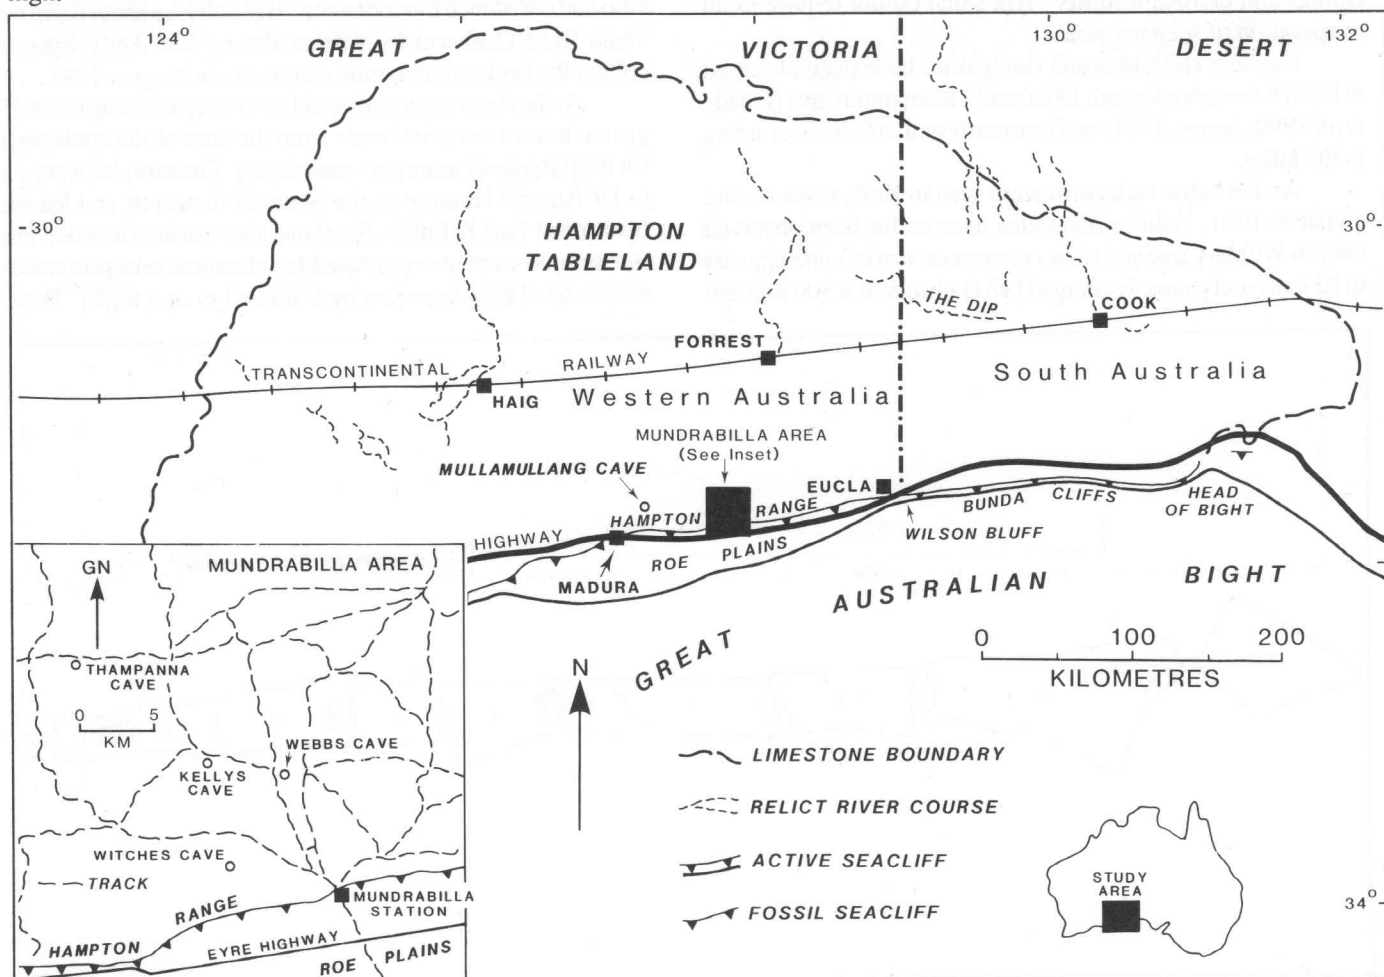 124°
GREAT
VICTORIA
130°
DESERT
132°
30°
30°
HAMPTON
TABLELAND
THE DIP
COOK
FORREST
TRANSCONTINENTAL
RAILWAY
HAIG
Western Australia
South Australia
MUNDRABILLA AREA
(See Inset)
MULLAMULLANG CAVE
EUCLA
HAMPTON
RANGE
BUNDA
CLIFFS
HEAD
OF BIGHT
WILSON BLUFF
HIGHWAY
ROE
PLAINS
MADURA
GREAT
AUSTRALIAN
BIGHT
0 100 200
KILOMETRES
N
LIMESTONE BOUNDARY
RELICT RIVER COURSE
ACTIVE SEACLIFF
FOSSIL SEACLIFF
STUDY
AREA
34°
MUNDRABILLA AREA
GN
THAMPANNA
CAVE
0 5
KM
WEBBS CAVE
KELLYS
CAVE
WITCHES CAVE
TRACK
MUNDRABILLA
STATION
RANGE
HAMPTON
EYRE HIGHWAY
ROE PLAINS